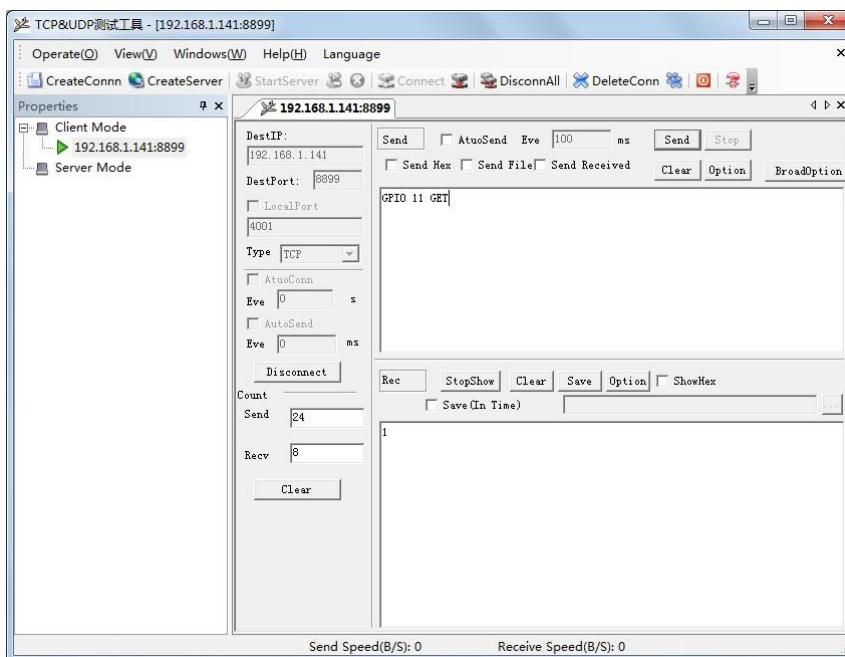 TCP&UDP测试工具 - [192.168.1.141:8899]
Operate(O) View(V) Windows(W) Help(H) Language
CreateConnn CreateServer StartServer Connect DisconnAll DeleteConn
Properties
Client Mode
192.168.1.141:8899
Server Mode
192.168.1.141:8899
DestIP:
192.168.1.141
DestPort: 8899
LocalPort
4001
Type TCP
AtuoConn
Eve 0 s
AutoSend
Eve 0 ms
Disconnect
Count
Send 24
Recv 8
Clear
Send AtuoSend Eve 100 ms Send Stop
Send Hex Send File Send Received Clear Option BroadOption
GPIO 11 GET
Rec StopShow Clear Save Option ShowHex
Save(In Time) ...
1
Send Speed(B/S): 0 Receive Speed(B/S): 0